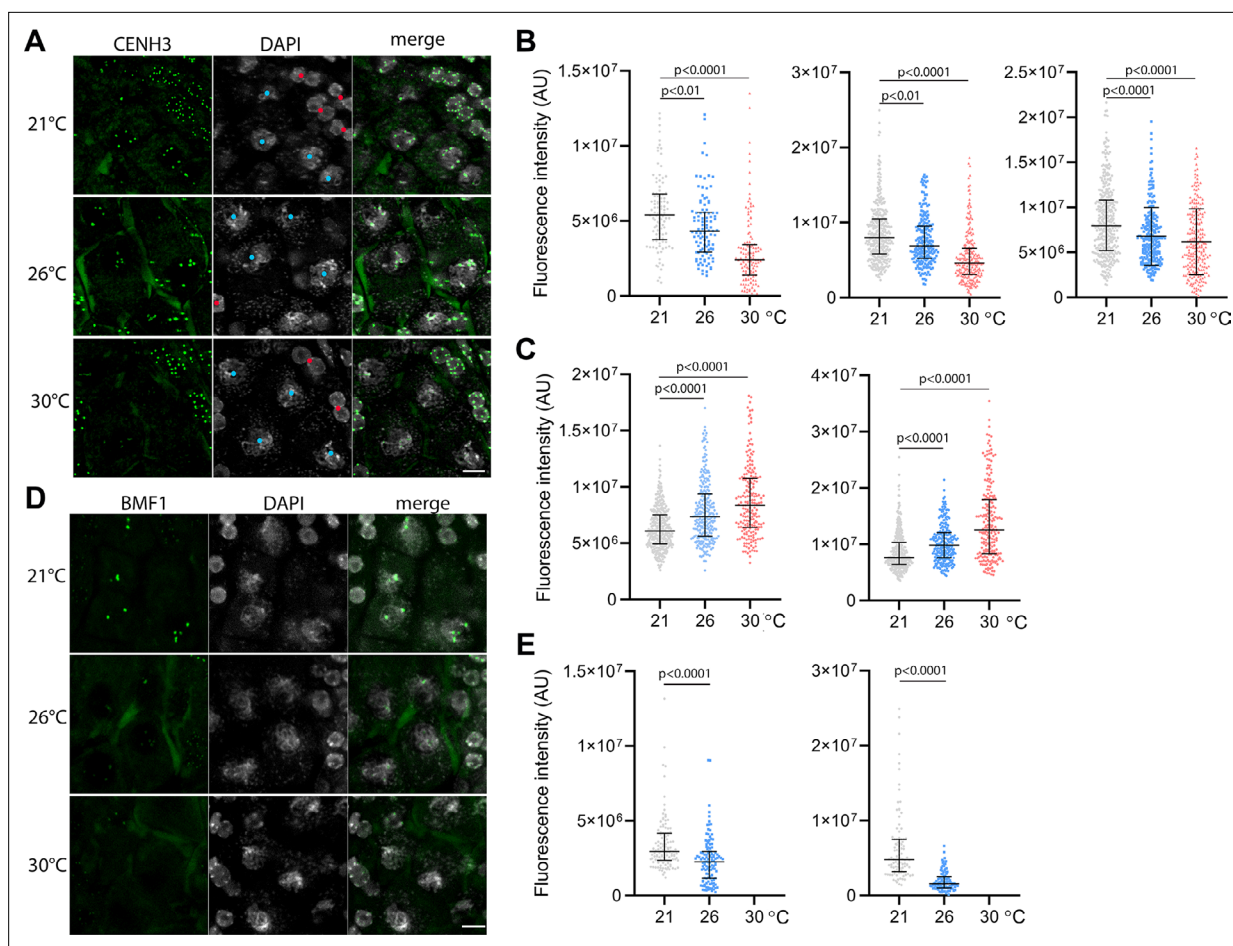 A
CENH3 DAPI merge
21°C
26°C
30°C
B
Fluorescence intensity (AU)
1.5×10⁷
1×10⁷
5×10⁶
0
p<0.0001
p<0.01
21 26 30 °C
3×10⁷
2×10⁷
1×10⁷
0
p<0.0001
p<0.01
21 26 30 °C
2.5×10⁷
2×10⁷
1.5×10⁷
1×10⁷
5×10⁶
0
p<0.0001
p<0.0001
21 26 30 °C
C
Fluorescence intensity (AU)
2×10⁷
1.5×10⁷
1×10⁷
5×10⁶
0
p<0.0001
p<0.0001
21 26 30 °C
4×10⁷
3×10⁷
2×10⁷
1×10⁷
0
p<0.0001
p<0.0001
21 26 30 °C
D
BMF1 DAPI merge
21°C
26°C
30°C
E
Fluorescence intensity (AU)
1.5×10⁷
1×10⁷
5×10⁶
0
p<0.0001
21 26 30 °C
3×10⁷
2×10⁷
1×10⁷
0
p<0.0001
21 26 30 °C